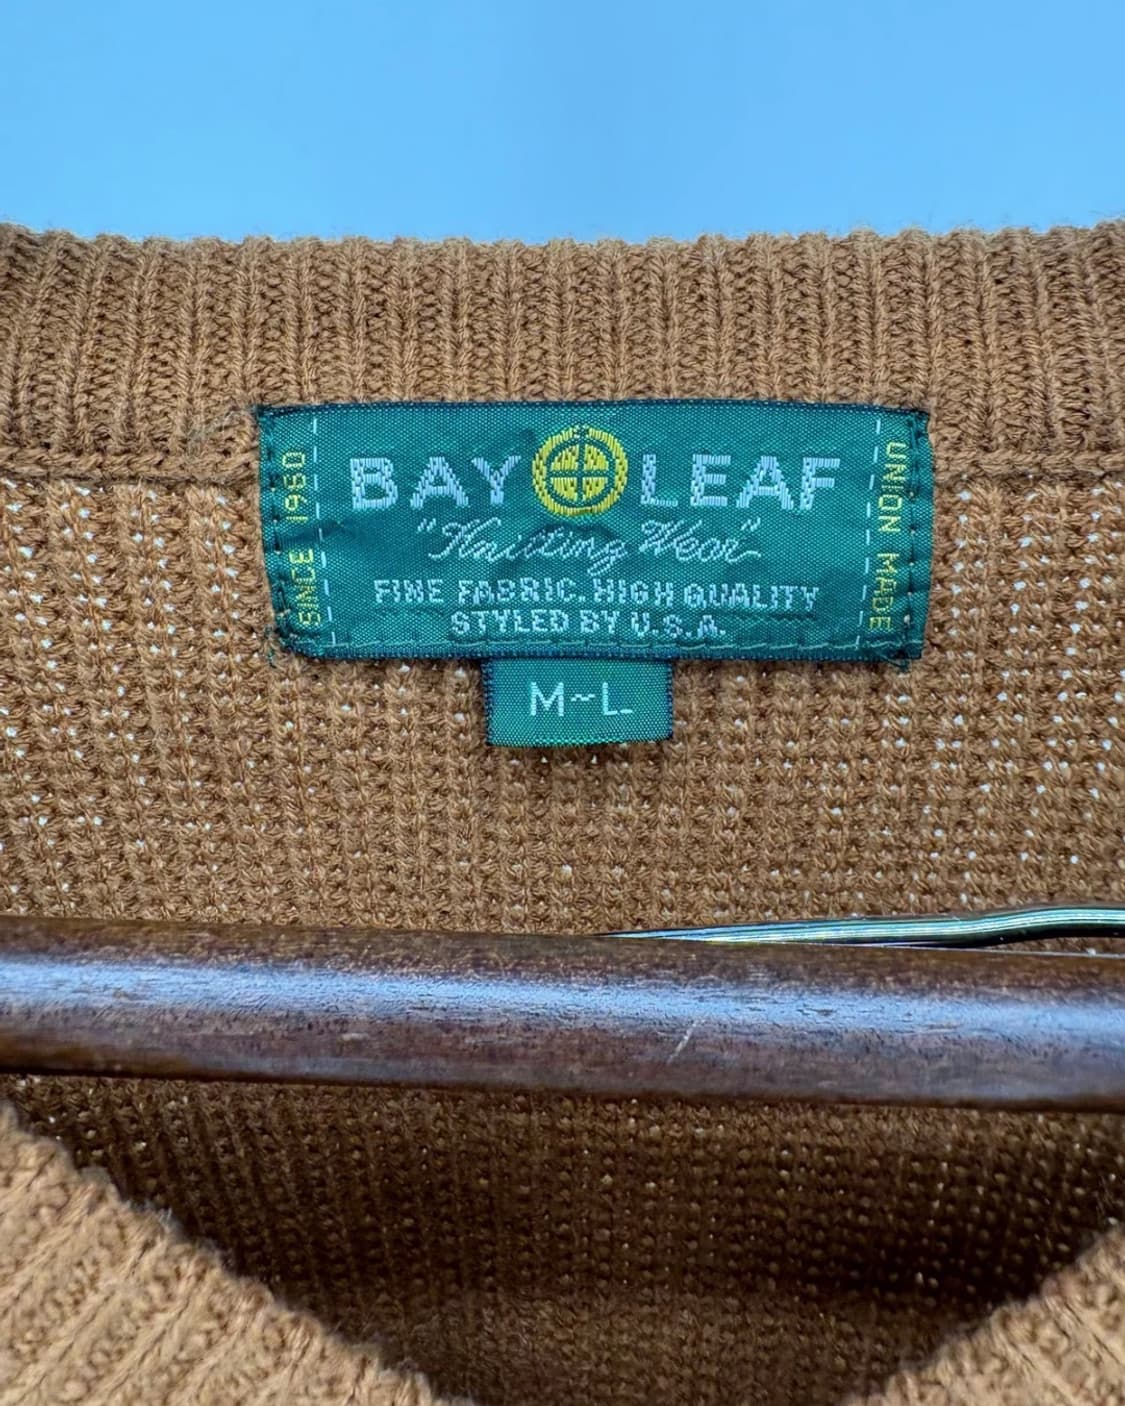 SINCE 1960
BAY LEAF
"Knitting Wear"
FINE FABRIC. HIGH QUALITY
STYLED BY U.S.A.
UNION MADE
M~L